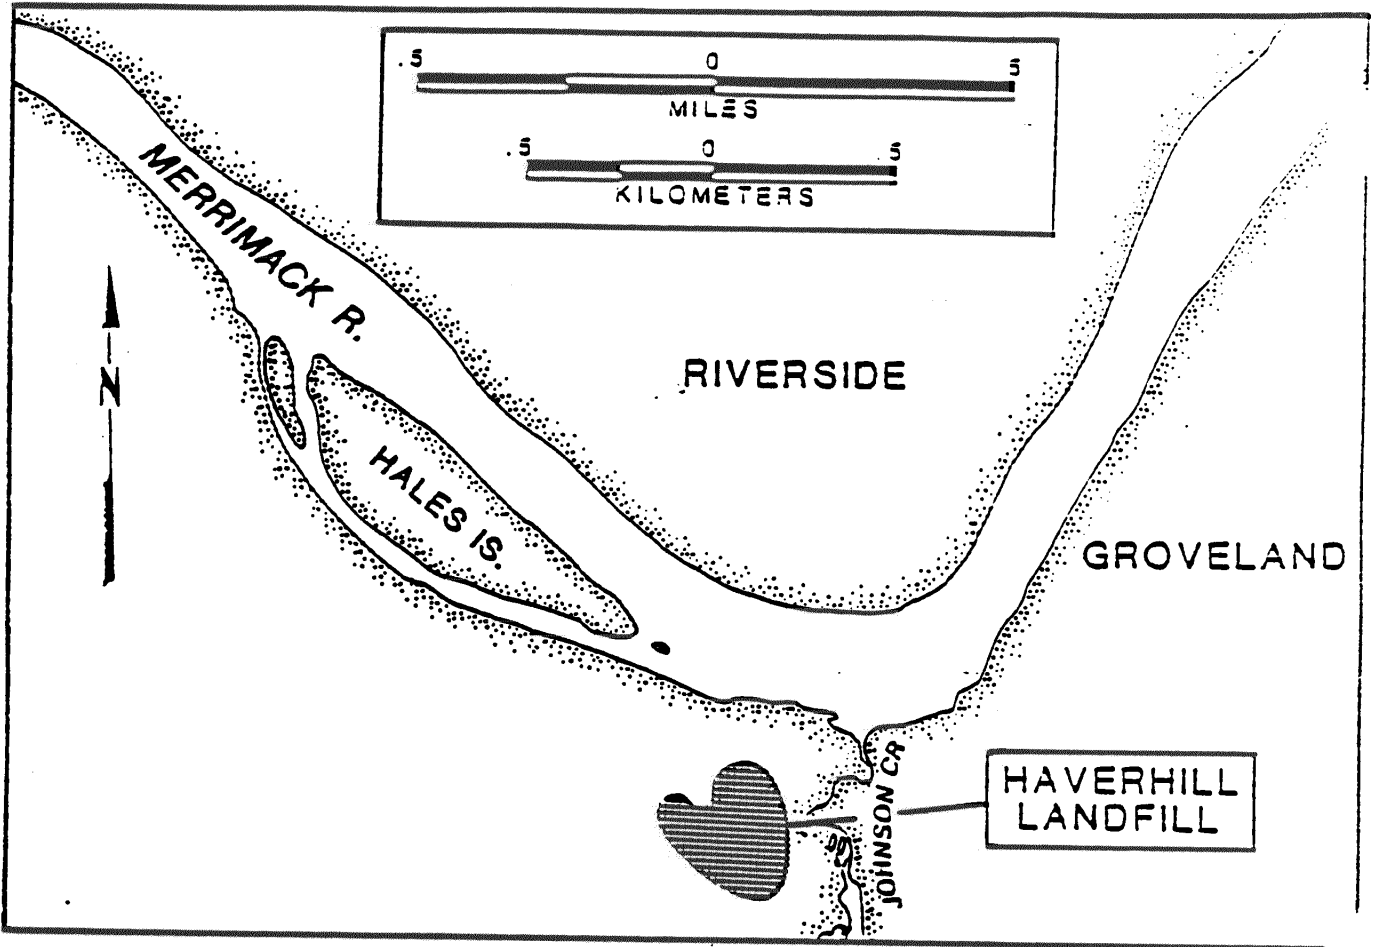 .5 0 5
MILES
.5 0 5
KILOMETERS
MERRIMACK R.
N
RIVERSIDE
HALES IS.
GROVELAND
JOHNSON CR
HAVERHILL
LANDFILL